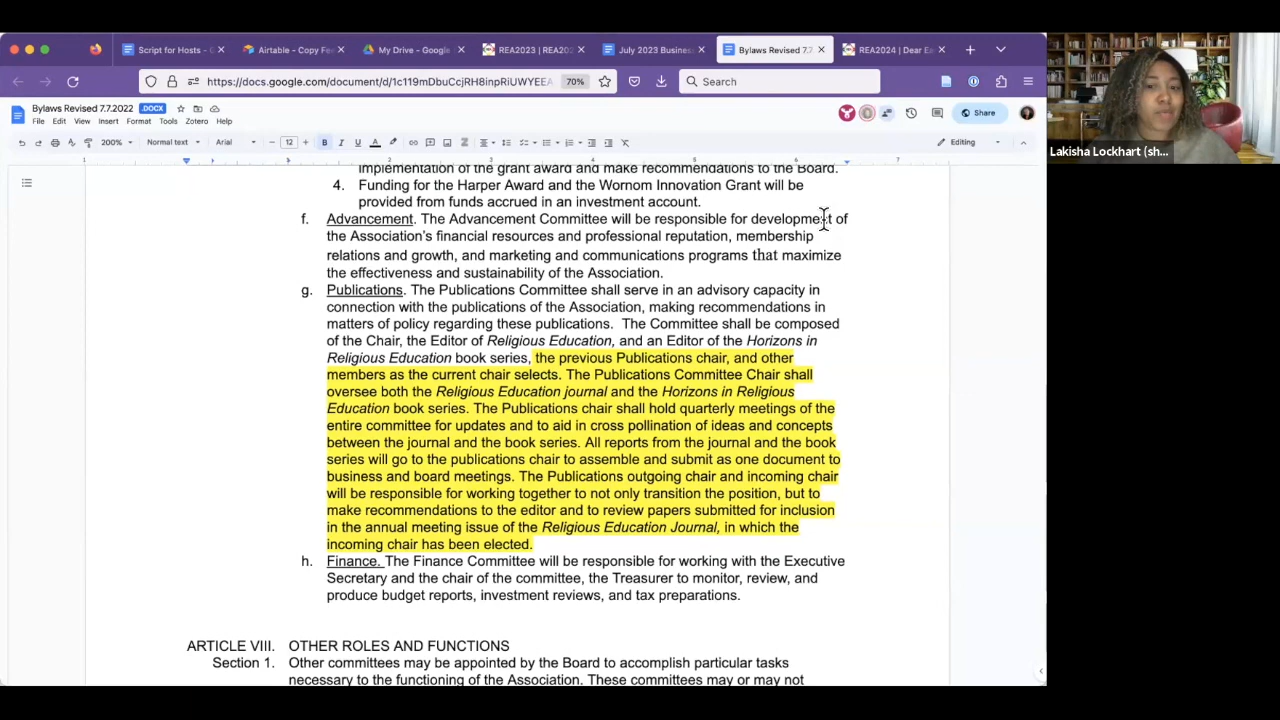 Script for Hosts - G
Airtable - Copy Fe
My Drive - Google
REA2023 | REA202
July 2023 Busines
Bylaws Revised 7.7
REA2024 | Dear Ea
https://docs.google.com/document/d/1c119mDbuCcjRH8inpRiUWYEEA
70%
Search
Bylaws Revised 7.7.2022 .DOCX
File Edit View Insert Format Tools Zotero Help
Share
200% Normal text Arial 12 B I U A Editing
1 1 2 3 4 5 6 7
implementation of the grant award and make recommendations to the Board.
4. Funding for the Harper Award and the Wornom Innovation Grant will be
provided from funds accrued in an investment account.
f. Advancement. The Advancement Committee will be responsible for development of
the Association's financial resources and professional reputation, membership
relations and growth, and marketing and communications programs that maximize
the effectiveness and sustainability of the Association.
g. Publications. The Publications Committee shall serve in an advisory capacity in
connection with the publications of the Association, making recommendations in
matters of policy regarding these publications. The Committee shall be composed
of the Chair, the Editor of Religious Education, and an Editor of the Horizons in
Religious Education book series, the previous Publications chair, and other
members as the current chair selects. The Publications Committee Chair shall
oversee both the Religious Education journal and the Horizons in Religious
Education book series. The Publications chair shall hold quarterly meetings of the
entire committee for updates and to aid in cross pollination of ideas and concepts
between the journal and the book series. All reports from the journal and the book
series will go to the publications chair to assemble and submit as one document to
business and board meetings. The Publications outgoing chair and incoming chair
will be responsible for working together to not only transition the position, but to
make recommendations to the editor and to review papers submitted for inclusion
in the annual meeting issue of the Religious Education Journal, in which the
incoming chair has been elected.
h. Finance. The Finance Committee will be responsible for working with the Executive
Secretary and the chair of the committee, the Treasurer to monitor, review, and
produce budget reports, investment reviews, and tax preparations.
ARTICLE VIII. OTHER ROLES AND FUNCTIONS
Section 1. Other committees may be appointed by the Board to accomplish particular tasks
necessary to the functioning of the Association. These committees may or may not
Lakisha Lockhart (sh...